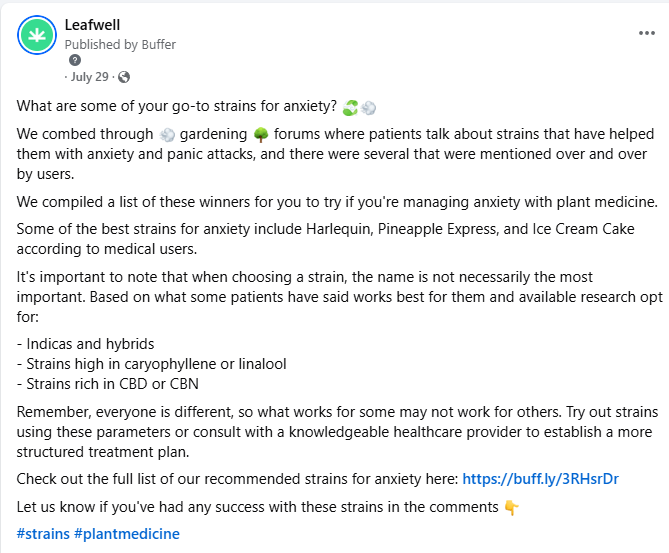 Leafwell
Published by Buffer
· July 29 ·
What are some of your go-to strains for anxiety? 🍃💨
We combed through 💨 gardening 🌳 forums where patients talk about strains that have helped
them with anxiety and panic attacks, and there were several that were mentioned over and over
by users.
We compiled a list of these winners for you to try if you're managing anxiety with plant medicine.
Some of the best strains for anxiety include Harlequin, Pineapple Express, and Ice Cream Cake
according to medical users.
It's important to note that when choosing a strain, the name is not necessarily the most
important. Based on what some patients have said works best for them and available research opt
for:
- Indicas and hybrids
- Strains high in caryophyllene or linalool
- Strains rich in CBD or CBN
Remember, everyone is different, so what works for some may not work for others. Try out strains
using these parameters or consult with a knowledgeable healthcare provider to establish a more
structured treatment plan.
Check out the full list of our recommended strains for anxiety here: https://buff.ly/3RHsrDr
Let us know if you've had any success with these strains in the comments 👇
#strains #plantmedicine